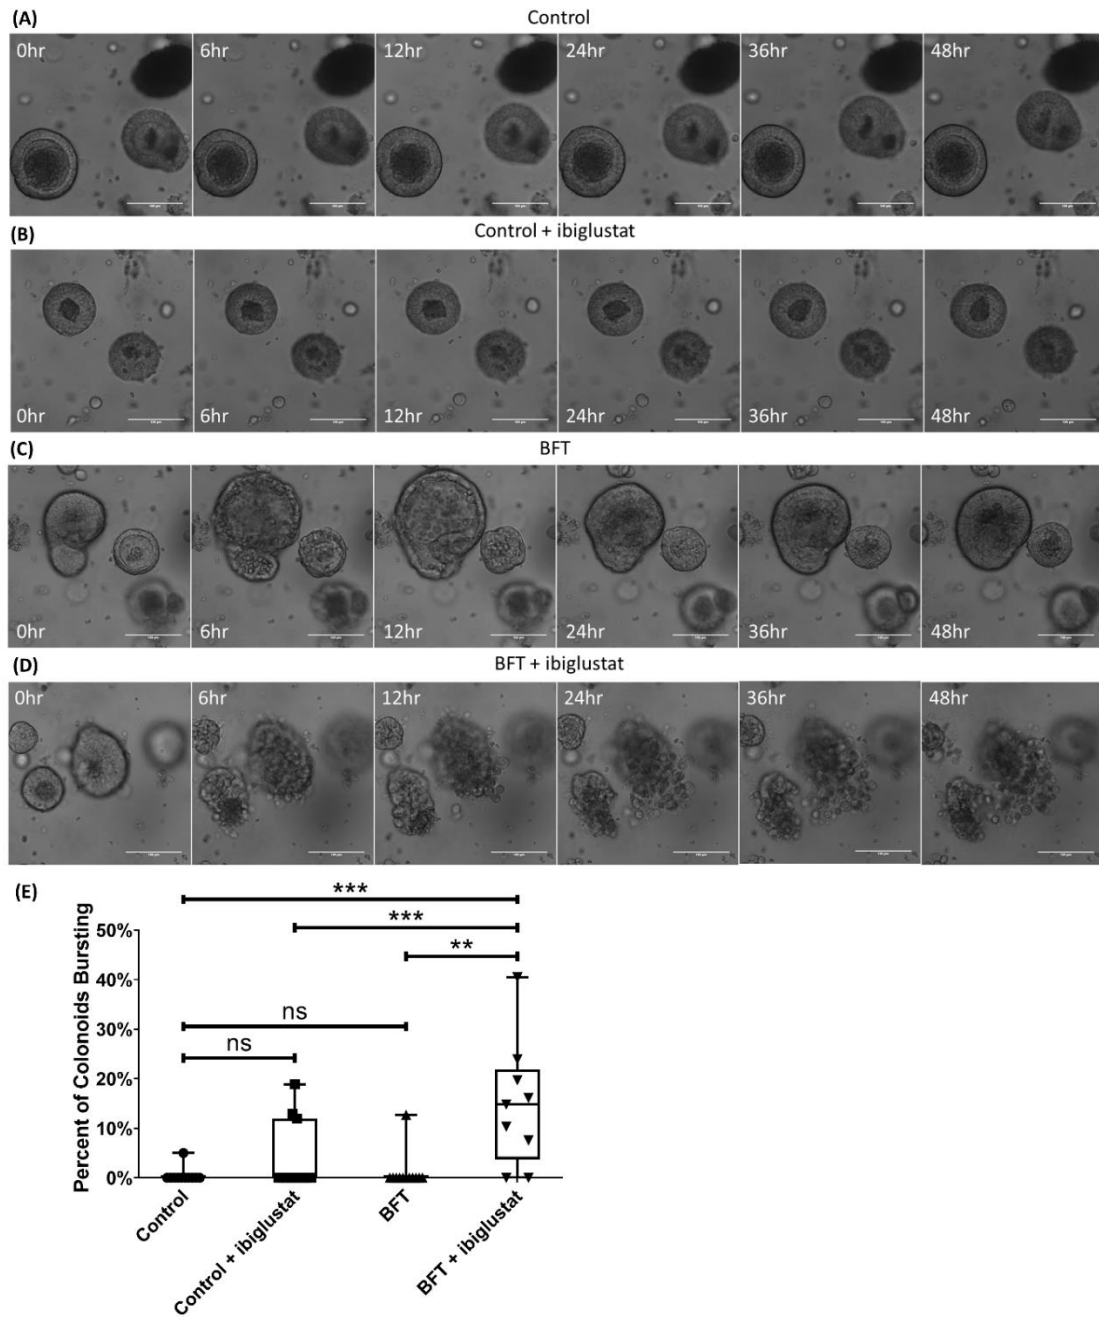 (A)
Control
0hr 6hr 12hr 24hr 36hr 48hr
(B)
Control + ibiglustat
0hr 6hr 12hr 24hr 36hr 48hr
(C)
BFT
0hr 6hr 12hr 24hr 36hr 48hr
(D)
BFT + ibiglustat
0hr 6hr 12hr 24hr 36hr 48hr
(E)
***
***
**
ns
ns
Percent of Colonoids Bursting
50%
40%
30%
20%
10%
0%
Control
Control + ibiglustat
BFT
BFT + ibiglustat